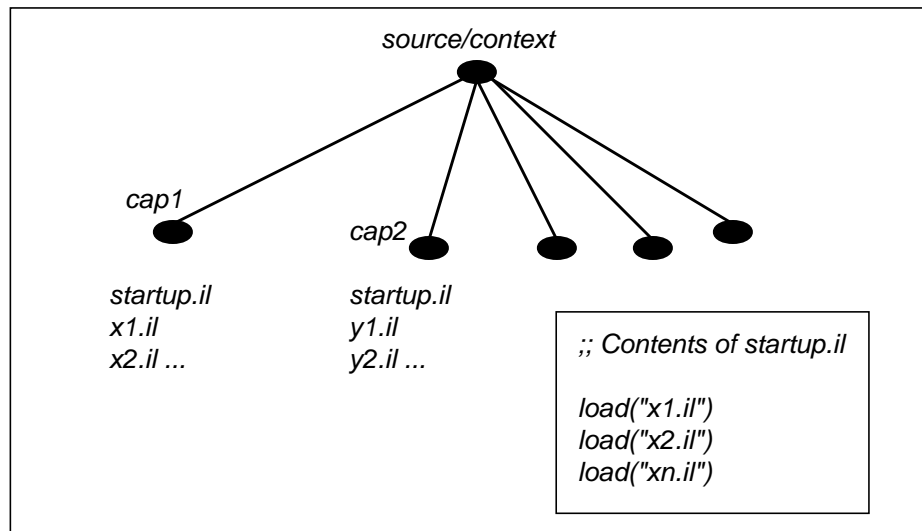 source/context
cap1
cap2
startup.il
x1.il
x2.il ...
startup.il
y1.il
y2.il ...
;; Contents of startup.il
load("x1.il")
load("x2.il")
load("xn.il")